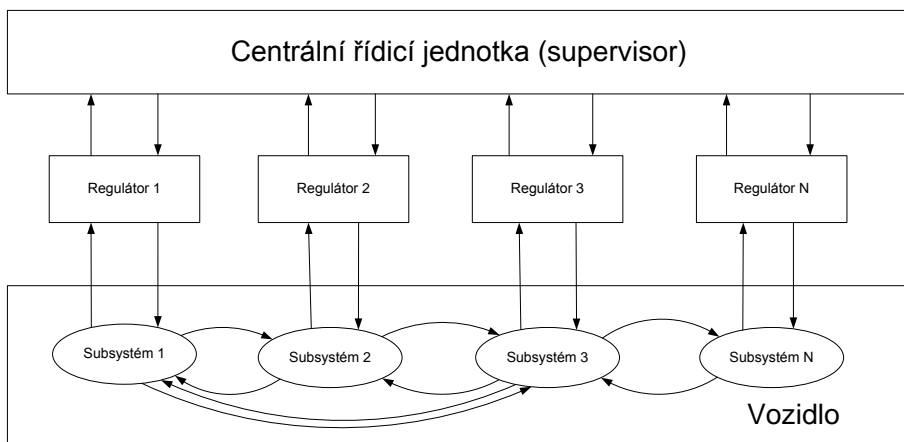 Centrální řídicí jednotka (supervisor)
Regulátor 1
Regulátor 2
Regulátor 3
Regulátor N
Subsystém 1
Subsystém 2
Subsystém 3
Subsystém N
Vozidlo